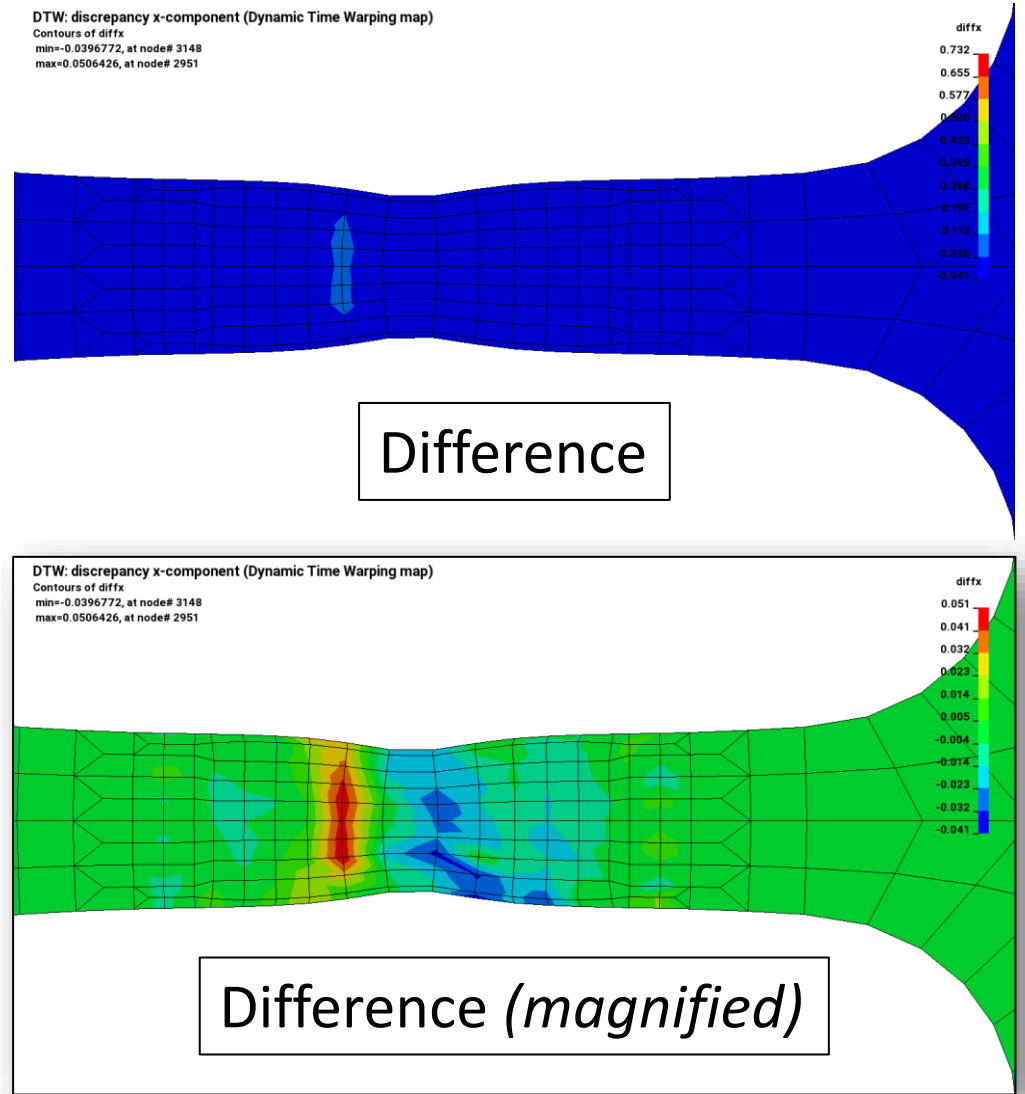 DTW: discrepancy x-component (Dynamic Time Warping map)
Contours of diffx
min=-0.0396772, at node# 3148
max=0.0506426, at node# 2951
diffx
0.732
0.655
0.577
0.500
0.423
0.345
0.268
0.191
0.113
0.036
-0.041
Difference
DTW: discrepancy x-component (Dynamic Time Warping map)
Contours of diffx
min=-0.0396772, at node# 3148
max=0.0506426, at node# 2951
diffx
0.051
0.041
0.032
0.023
0.014
0.005
-0.004
-0.014
-0.023
-0.032
-0.041
Difference (magnified)